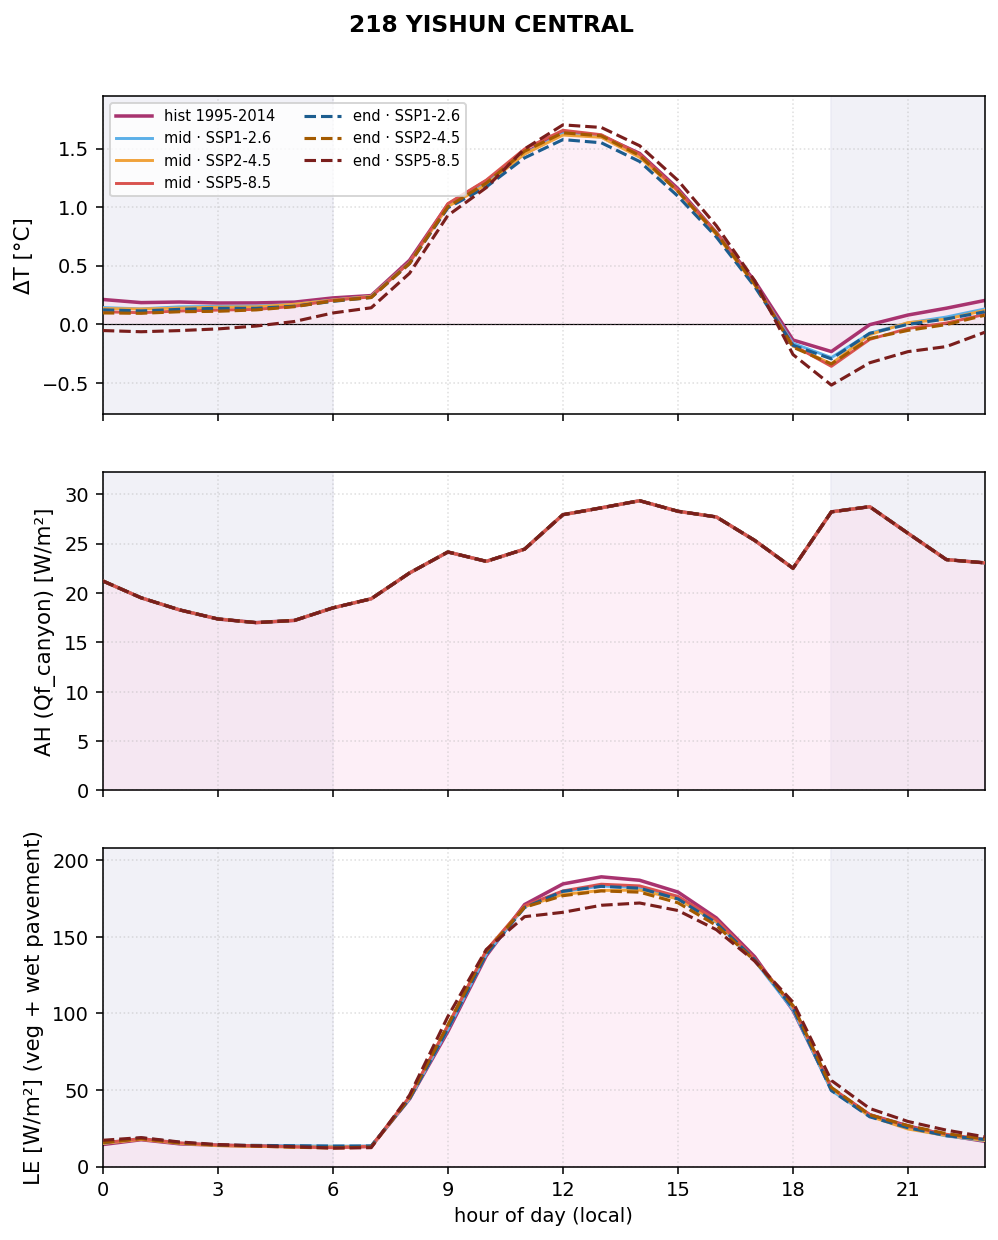 218 YISHUN CENTRAL
hist 1995-2014
mid · SSP1-2.6
mid · SSP2-4.5
mid · SSP5-8.5
end · SSP1-2.6
end · SSP2-4.5
end · SSP5-8.5
ΔT [°C]
1.5
1.0
0.5
0.0
−0.5
AH (Qf_canyon) [W/m²]
30
25
20
15
10
5
0
LE [W/m²] (veg + wet pavement)
200
150
100
50
0
0 3 6 9 12 15 18 21
hour of day (local)